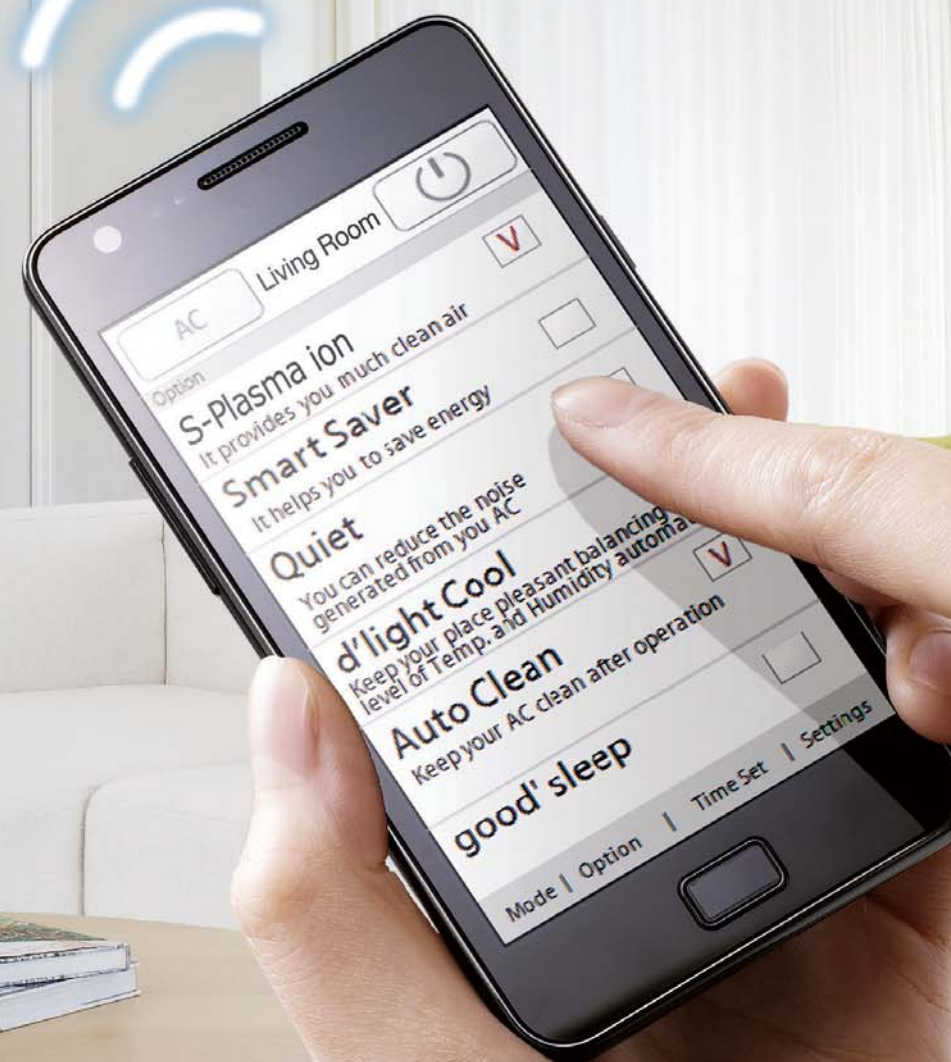 AC
Living Room
Option
V
S-Plasma ion
It provides you much clean air
Smart Saver
It helps you to save energy
Quiet
You can reduce the noise
generated from you AC
d'light Cool
Keep your place pleasant balancing
level of Temp. and Humidity
V
Auto Clean
Keep your AC clean after operation
good' sleep
Mode | Option | Time Set | Settings